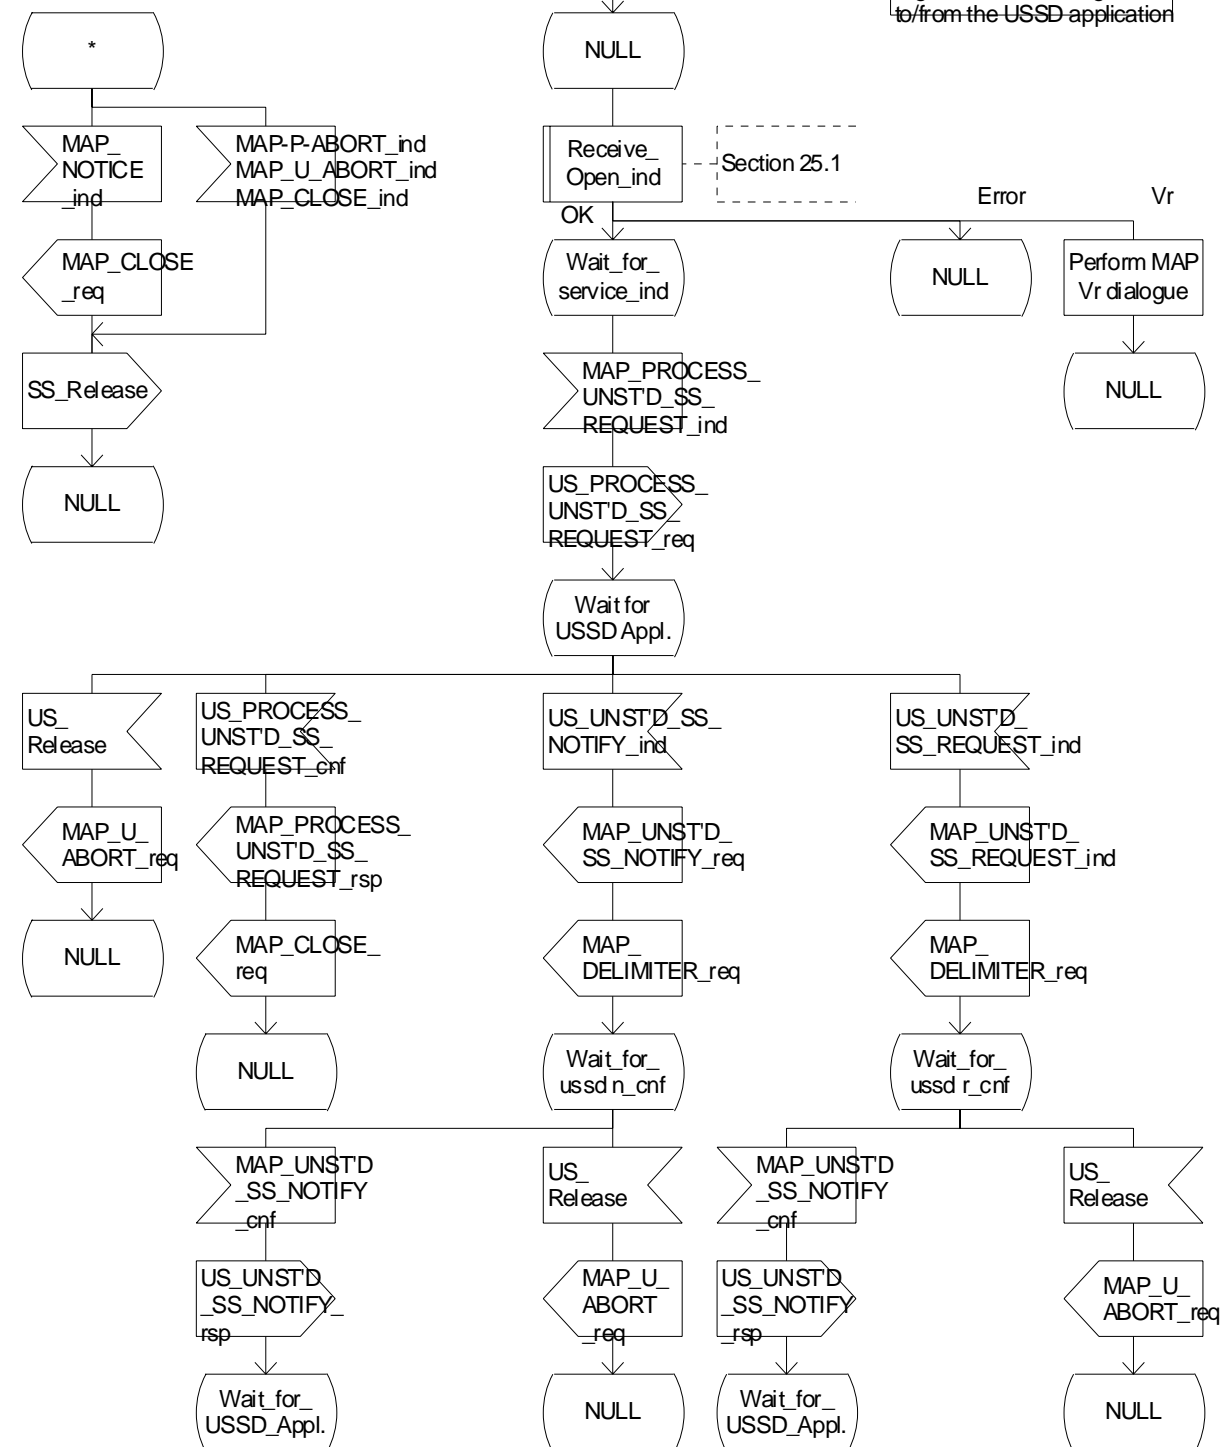 to/from the USSD application
*
NULL
MAP_
NOTICE
_ind
MAP-P-ABORT_ind
MAP_U_ABORT_ind
MAP_CLOSE_ind
Receive_
Open_ind
Section 25.1
OK
Error
Vr
MAP_CLOSE
_req
Wait_for_
service_ind
NULL
Perform MAP
Vr dialogue
SS_Release
MAP_PROCESS_
UNST'D_SS_
REQUEST_ind
NULL
NULL
US_PROCESS_
UNST'D_SS_
REQUEST_req
Wait for
USSD Appl.
US_
Release
US_PROCESS_
UNST'D_SS_
REQUEST_cnf
US_UNST'D_SS_
NOTIFY_ind
US_UNST'D_
SS_REQUEST_ind
MAP_U_
ABORT_req
MAP_PROCESS_
UNST'D_SS_
REQUEST_rsp
MAP_UNST'D_
SS_NOTIFY_req
MAP_UNST'D_
SS_REQUEST_ind
NULL
MAP_CLOSE_
req
MAP_
DELIMITER_req
MAP_
DELIMITER_req
NULL
Wait_for_
ussd n_cnf
Wait_for_
ussd r_cnf
MAP_UNST'D
_SS_NOTIFY
_cnf
US_
Release
MAP_UNST'D
_SS_NOTIFY
_cnf
US_
Release
US_UNST'D
_SS_NOTIFY_
rsp
MAP_U_
ABORT
_req
US_UNST'D
_SS_NOTIFY
_rsp
MAP_U_
ABORT_req
Wait_for_
USSD_Appl.
NULL
Wait_for_
USSD_Appl.
NULL